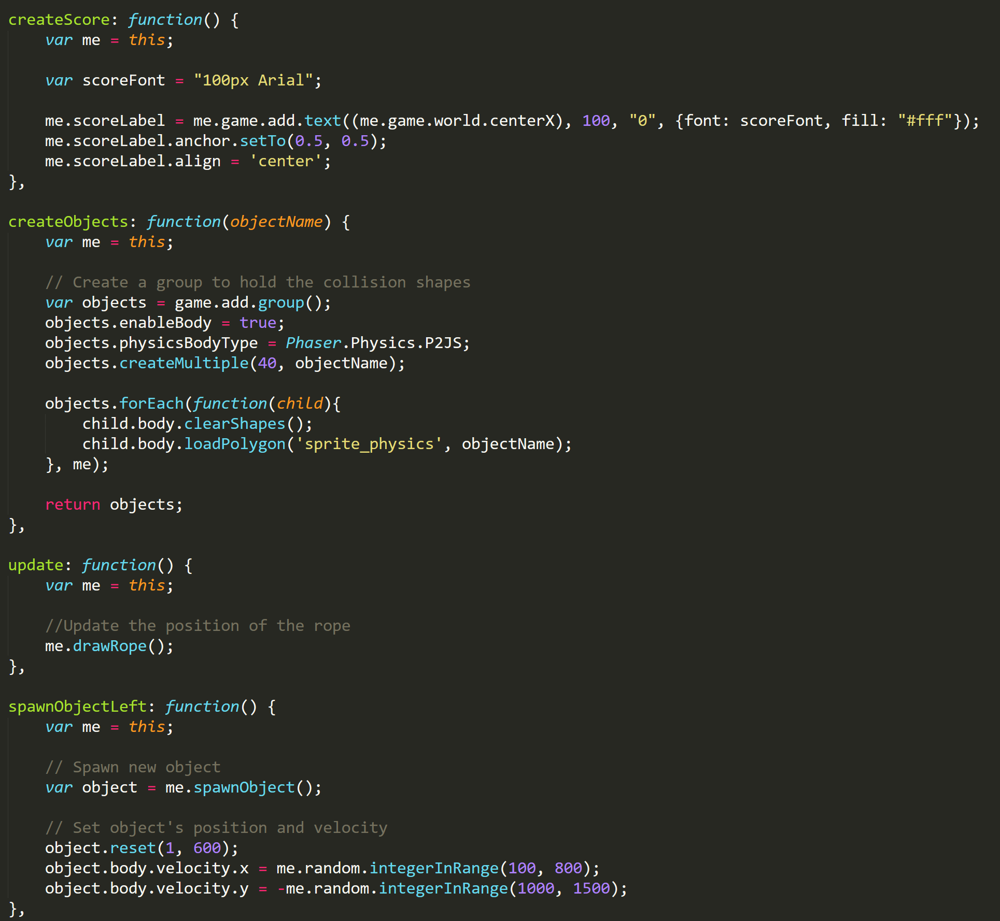 createScore: function() {
    var me = this;

    var scoreFont = "100px Arial";

    me.scoreLabel = me.game.add.text((me.game.world.centerX), 100, "0", {font: scoreFont, fill: "#fff"});
    me.scoreLabel.anchor.setTo(0.5, 0.5);
    me.scoreLabel.align = 'center';
},

createObjects: function(objectName) {
    var me = this;

    // Create a group to hold the collision shapes
    var objects = game.add.group();
    objects.enableBody = true;
    objects.physicsBodyType = Phaser.Physics.P2JS;
    objects.createMultiple(40, objectName);

    objects.forEach(function(child){
        child.body.clearShapes();
        child.body.loadPolygon('sprite_physics', objectName);
    }, me);

    return objects;
},

update: function() {
    var me = this;

    //Update the position of the rope
    me.drawRope();
},

spawnObjectLeft: function() {
    var me = this;

    // Spawn new object
    var object = me.spawnObject();

    // Set object's position and velocity
    object.reset(1, 600);
    object.body.velocity.x = me.random.integerInRange(100, 800);
    object.body.velocity.y = -me.random.integerInRange(1000, 1500);
},